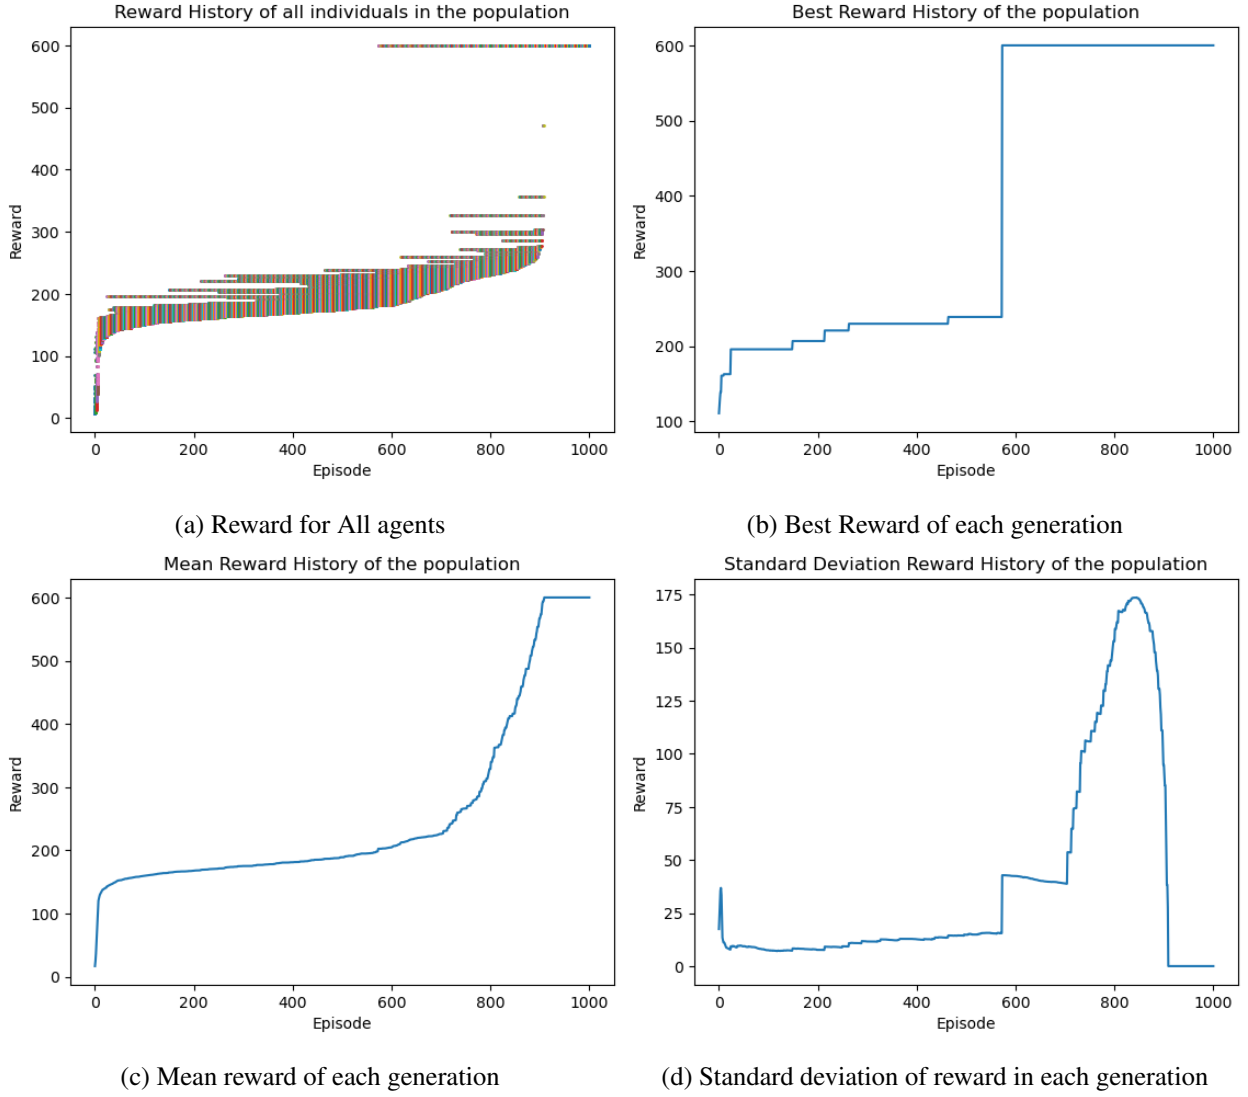 Reward History of all individuals in the population
600
500
400
300
200
100
0
Reward
0 200 400 600 800 1000
Episode
(a) Reward for All agents
Best Reward History of the population
600
500
400
300
200
100
Reward
0 200 400 600 800 1000
Episode
(b) Best Reward of each generation
Mean Reward History of the population
600
500
400
300
200
100
0
Reward
0 200 400 600 800 1000
Episode
(c) Mean reward of each generation
Standard Deviation Reward History of the population
175
150
125
100
75
50
25
0
Reward
0 200 400 600 800 1000
Episode
(d) Standard deviation of reward in each generation